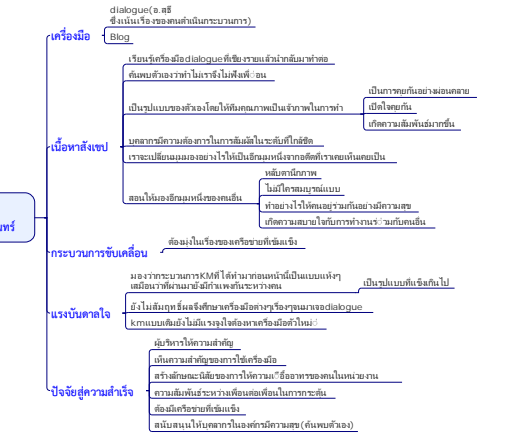 dialogue(อ.สุธี
ซึ่งเน้นเรื่องของคนดำเนินกระบวนการ)
เครื่องมือ
Blog
เรียนรู้เครื่องมือdialogueที่เชียงรายแล้วนำกลับมาทำต่อ
ค้นพบตัวเองว่าทำไมเราจึงไม่ฟังเพื่อน
เป็นการคุยกันอย่างผ่อนคลาย
เป็นรูปแบบของตัวเองโดยให้ทีมคุณภาพเป็นเจ้าภาพในการทำ
เปิดใจคุยกัน
เกิดความสัมพันธ์มากขึ้น
บุคลากรมีความต้องการในการสัมผัสในระดับที่ใกล้ชิด
เนื้อหาสังเขป
เราจะเปลี่ยนมุมมองอย่างไรให้เป็นอีกมุมหนึ่งจากอดีตที่เราเคยเห็นเคยเป็น
หลับตานึกภาพ
ไม่มีใครสมบูรณ์แบบ
สอนให้มองอีกมุมหนึ่งของคนอื่น
ทำอย่างไรให้คนอยู่ร่วมกันอย่างมีความสุข
เกิดความสบายใจกับการทำงานร่วมกับคนอื่น
นทร์
ต้องมุ่งในเรื่องของเครือข่ายที่เข้มแข็ง
กระบวนการขับเคลื่อน
มองว่ากระบวนการKMที่ได้ทำมาก่อนหน้านี้เป็นแบบแห้งๆ
เสมือนว่าที่ผ่านมายังมีกำแพงกันระหว่างคน
เป็นรูปแบบที่แข็งเกินไป
แรงบันดาลใจ
ยังไม่สัมฤทธิ์ผลจึงศึกษาเครื่องมือต่างๆเรื่อยๆจนมาเจอdialogue
kmแบบเดิมยังไม่มีแรงจูงใจต้องหาเครื่องมือตัวใหม่
ผู้บริหารให้ความสำคัญ
เห็นความสำคัญของการใช้เครื่องมือ
สร้างลักษณะนิสัยของการให้ความเอื้ออาทรของคนในหน่วยงาน
ปัจจัยสู่ความสำเร็จ
ความสัมพันธ์ระหว่างเพื่อนต่อเพื่อนในการกระตุ้น
ต้องมีเครือข่ายที่เข้มแข็ง
สนับสนุนให้บุคลากรในองค์กรมีความสุข(ค้นพบตัวเอง)